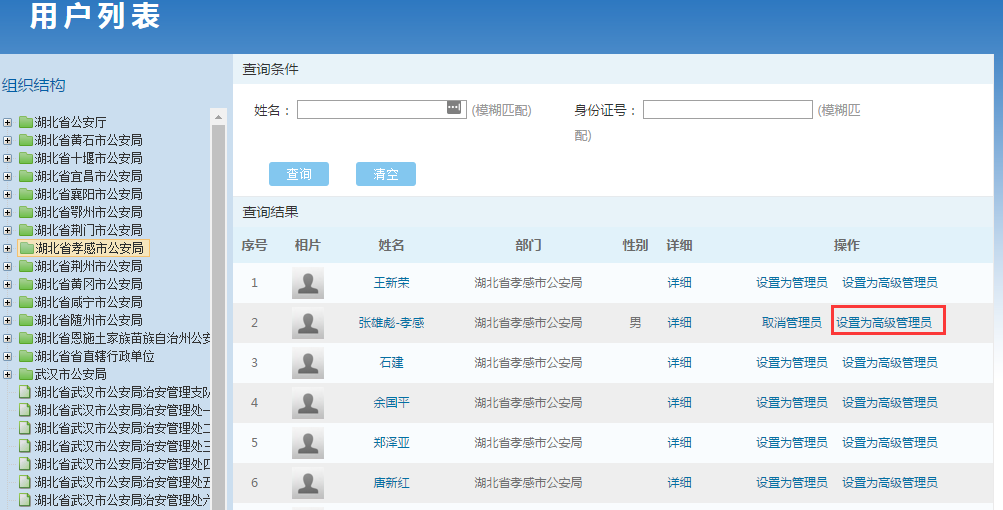 用户列表
组织结构
湖北省公安厅
湖北省黄石市公安局
湖北省十堰市公安局
湖北省宜昌市公安局
湖北省襄阳市公安局
湖北省鄂州市公安局
湖北省荆门市公安局
湖北省孝感市公安局
湖北省荆州市公安局
湖北省黄冈市公安局
湖北省咸宁市公安局
湖北省随州市公安局
湖北省恩施土家族苗族自治州公安
湖北省省直辖行政单位
武汉市公安局
湖北省武汉市公安局治安管理支队
湖北省武汉市公安局治安管理处一
湖北省武汉市公安局治安管理处二
湖北省武汉市公安局治安管理处三
湖北省武汉市公安局治安管理处四
湖北省武汉市公安局治安管理处五
湖北省武汉市公安局治安管理处六
查询条件
姓名： (模糊匹配) 身份证号： (模糊匹
配)
查询 清空
查询结果
序号 相片 姓名 部门 性别 详细 操作
1 王新荣 湖北省孝感市公安局 详细 设置为管理员 设置为高级管理员
2 张雄彪-孝感 湖北省孝感市公安局 男 详细 取消管理员 设置为高级管理员
3 石建 湖北省孝感市公安局 详细 设置为管理员 设置为高级管理员
4 余国平 湖北省孝感市公安局 详细 设置为管理员 设置为高级管理员
5 郑泽亚 湖北省孝感市公安局 详细 设置为管理员 设置为高级管理员
6 唐新红 湖北省孝感市公安局 详细 设置为管理员 设置为高级管理员